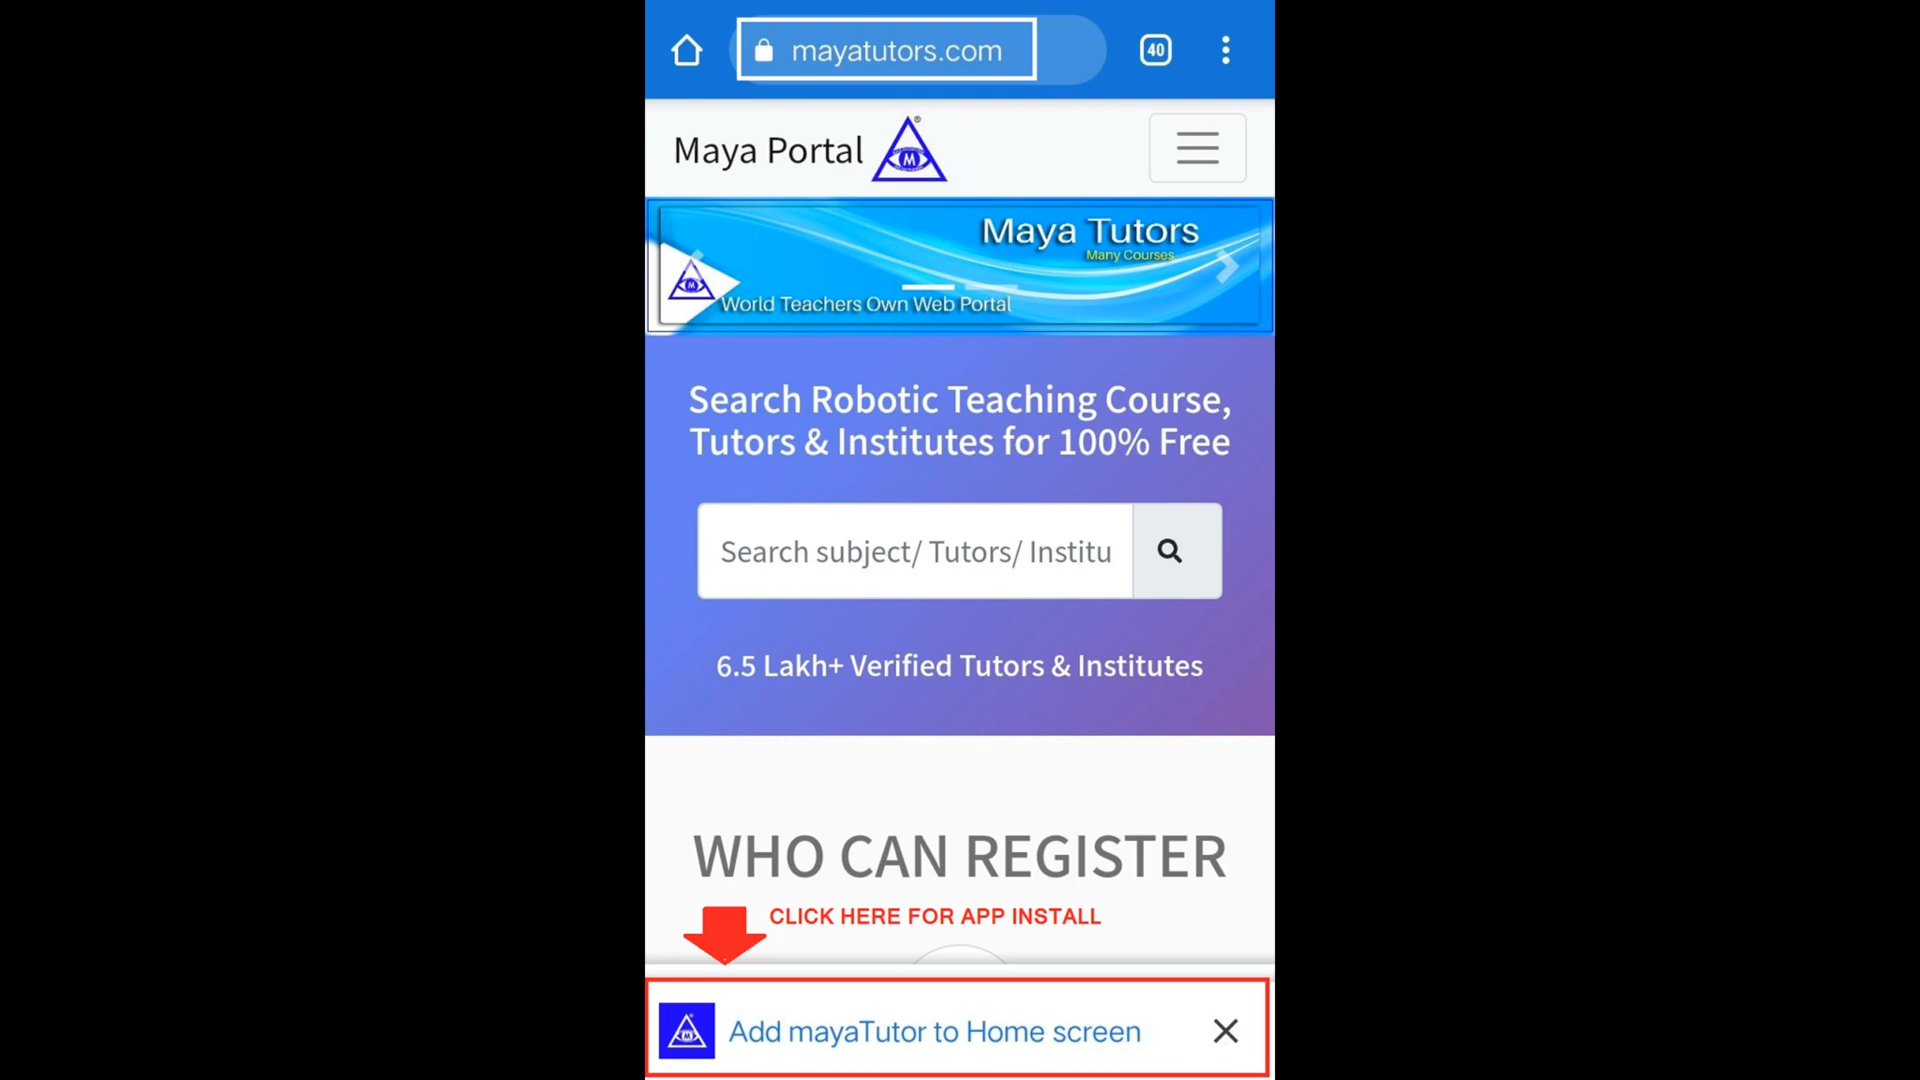 mayatutors.com
40
Maya Portal
M
®
Maya Tutors
Many Courses
M
World Teachers Own Web Portal
Search Robotic Teaching Course,
Tutors & Institutes for 100% Free
Search subject/ Tutors/ Institu
6.5 Lakh+ Verified Tutors & Institutes
WHO CAN REGISTER
CLICK HERE FOR APP INSTALL
Add mayaTutor to Home screen